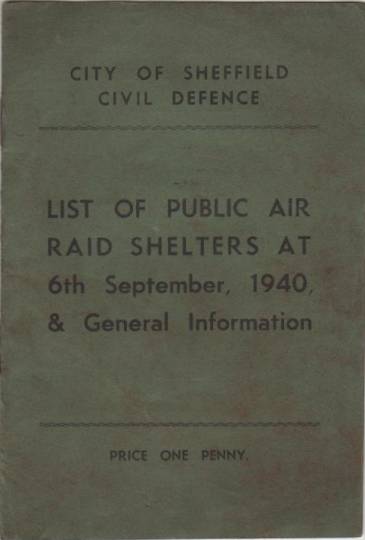 CITY OF SHEFFIELD
CIVIL DEFENCE
LIST OF PUBLIC AIR
RAID SHELTERS AT
6th September, 1940,
& General Information
PRICE ONE PENNY.